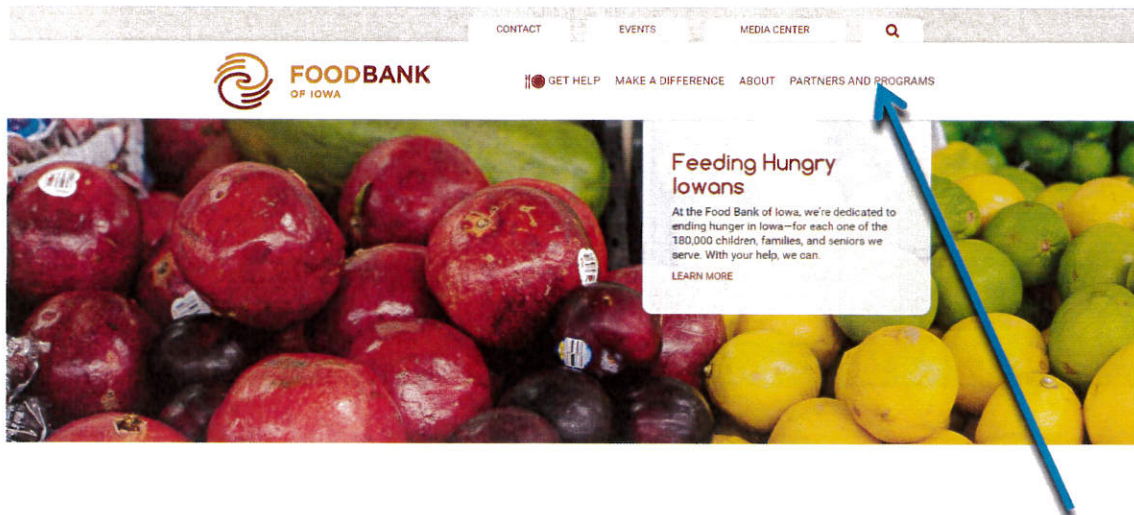 CONTACT EVENTS MEDIA CENTER
FOODBANK
OF IOWA
GET HELP MAKE A DIFFERENCE ABOUT PARTNERS AND PROGRAMS
Feeding Hungry
Iowans
At the Food Bank of Iowa, we're dedicated to
ending hunger in Iowa—for each one of the
180,000 children, families, and seniors we
serve. With your help, we can.
LEARN MORE